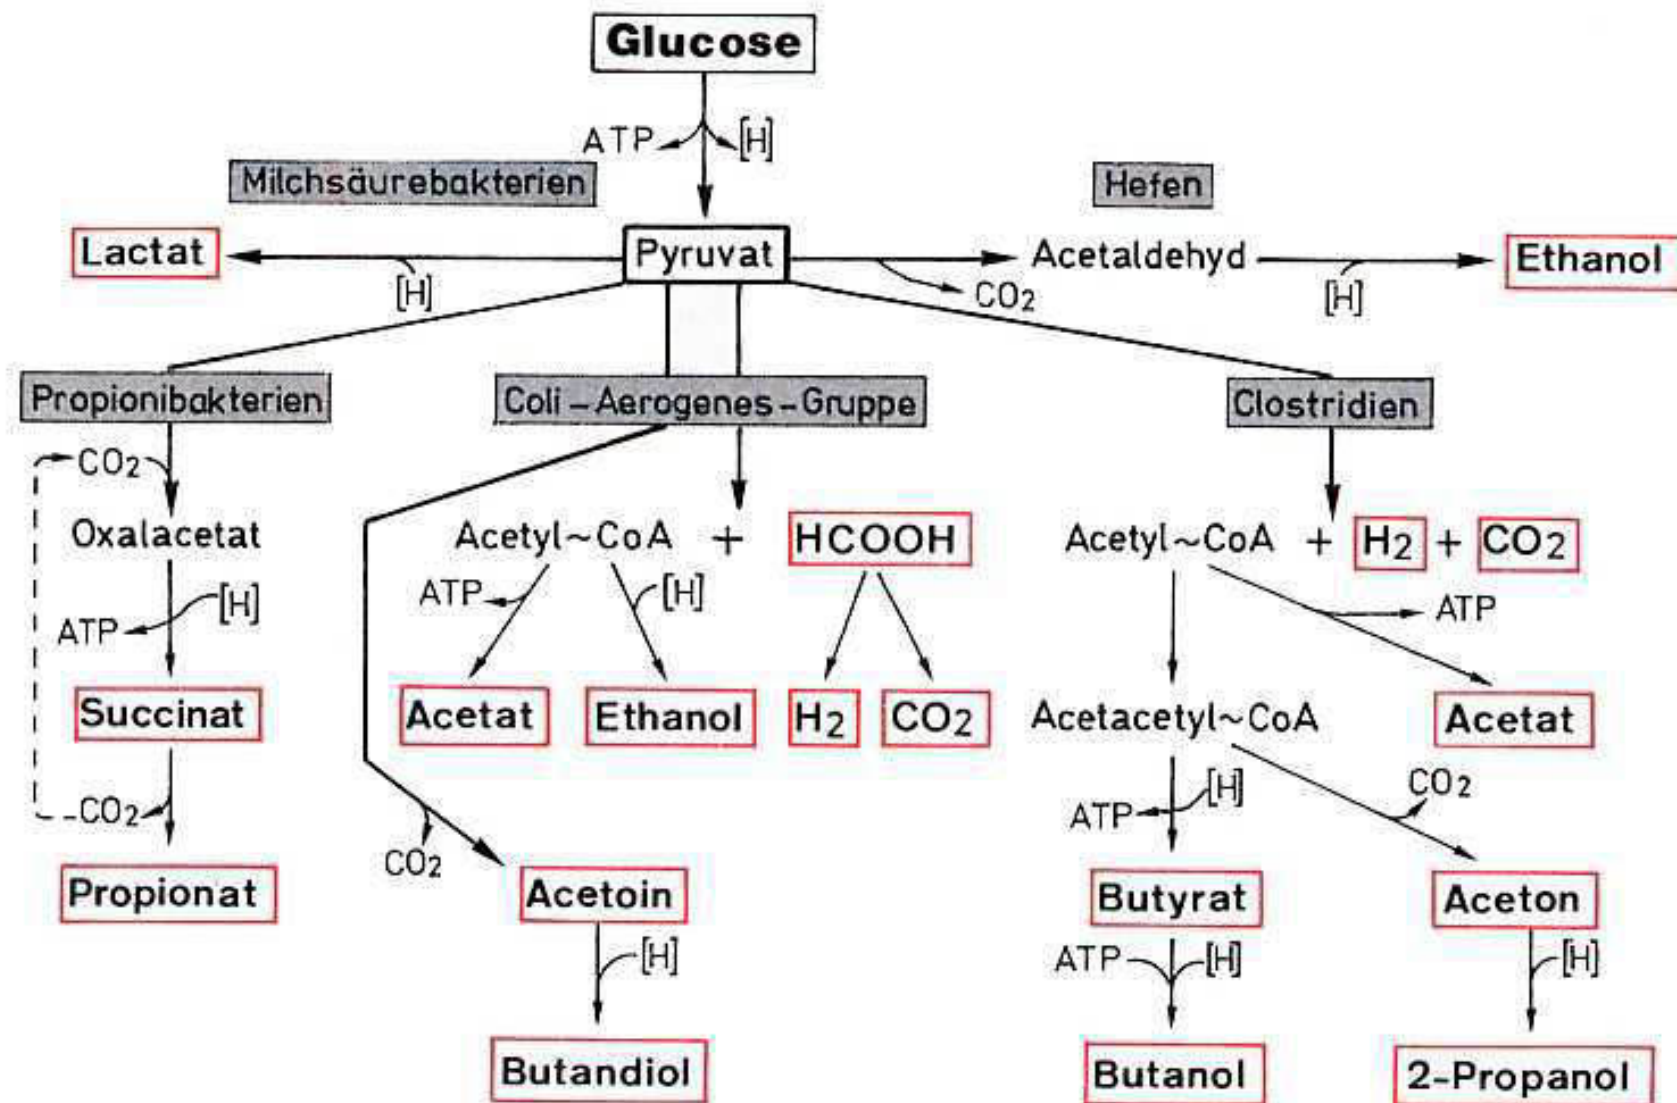 Glucose
ATP [H]
Milchsäurebakterien Hefen
Lactat Pyruvat Acetaldehyd Ethanol
[H] CO2 [H]
Propionibakterien Coli-Aerogenes-Gruppe Clostridien
CO2
Oxalacetat Acetyl~CoA + HCOOH Acetyl~CoA + H2 + CO2
ATP [H] ATP [H] ATP
Succinat Acetat Ethanol H2 CO2 Acetacetyl~CoA Acetat
CO2 CO2 ATP [H] CO2
Propionat Acetoin Butyrat Aceton
[H] ATP [H] [H]
Butandiol Butanol 2-Propanol